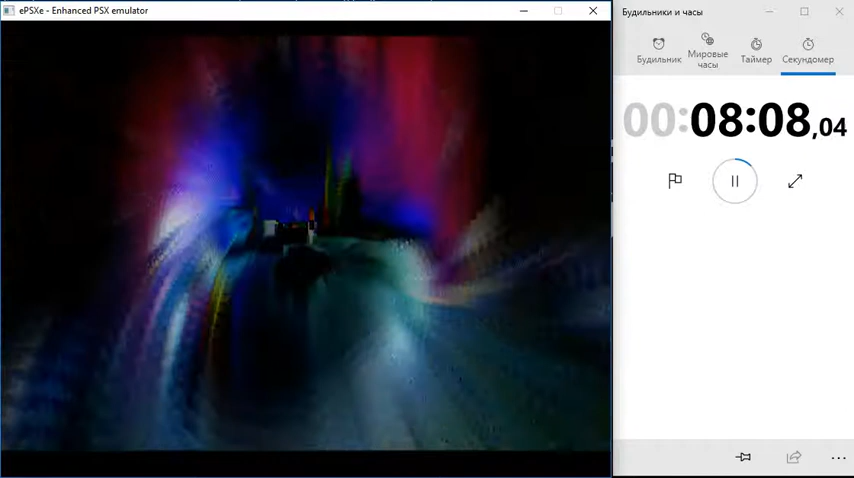 ePSXe - Enhanced PSX emulator
Будильники и часы
Будильник
Мировые
часы
Таймер
Секундомер
00:08:08,04